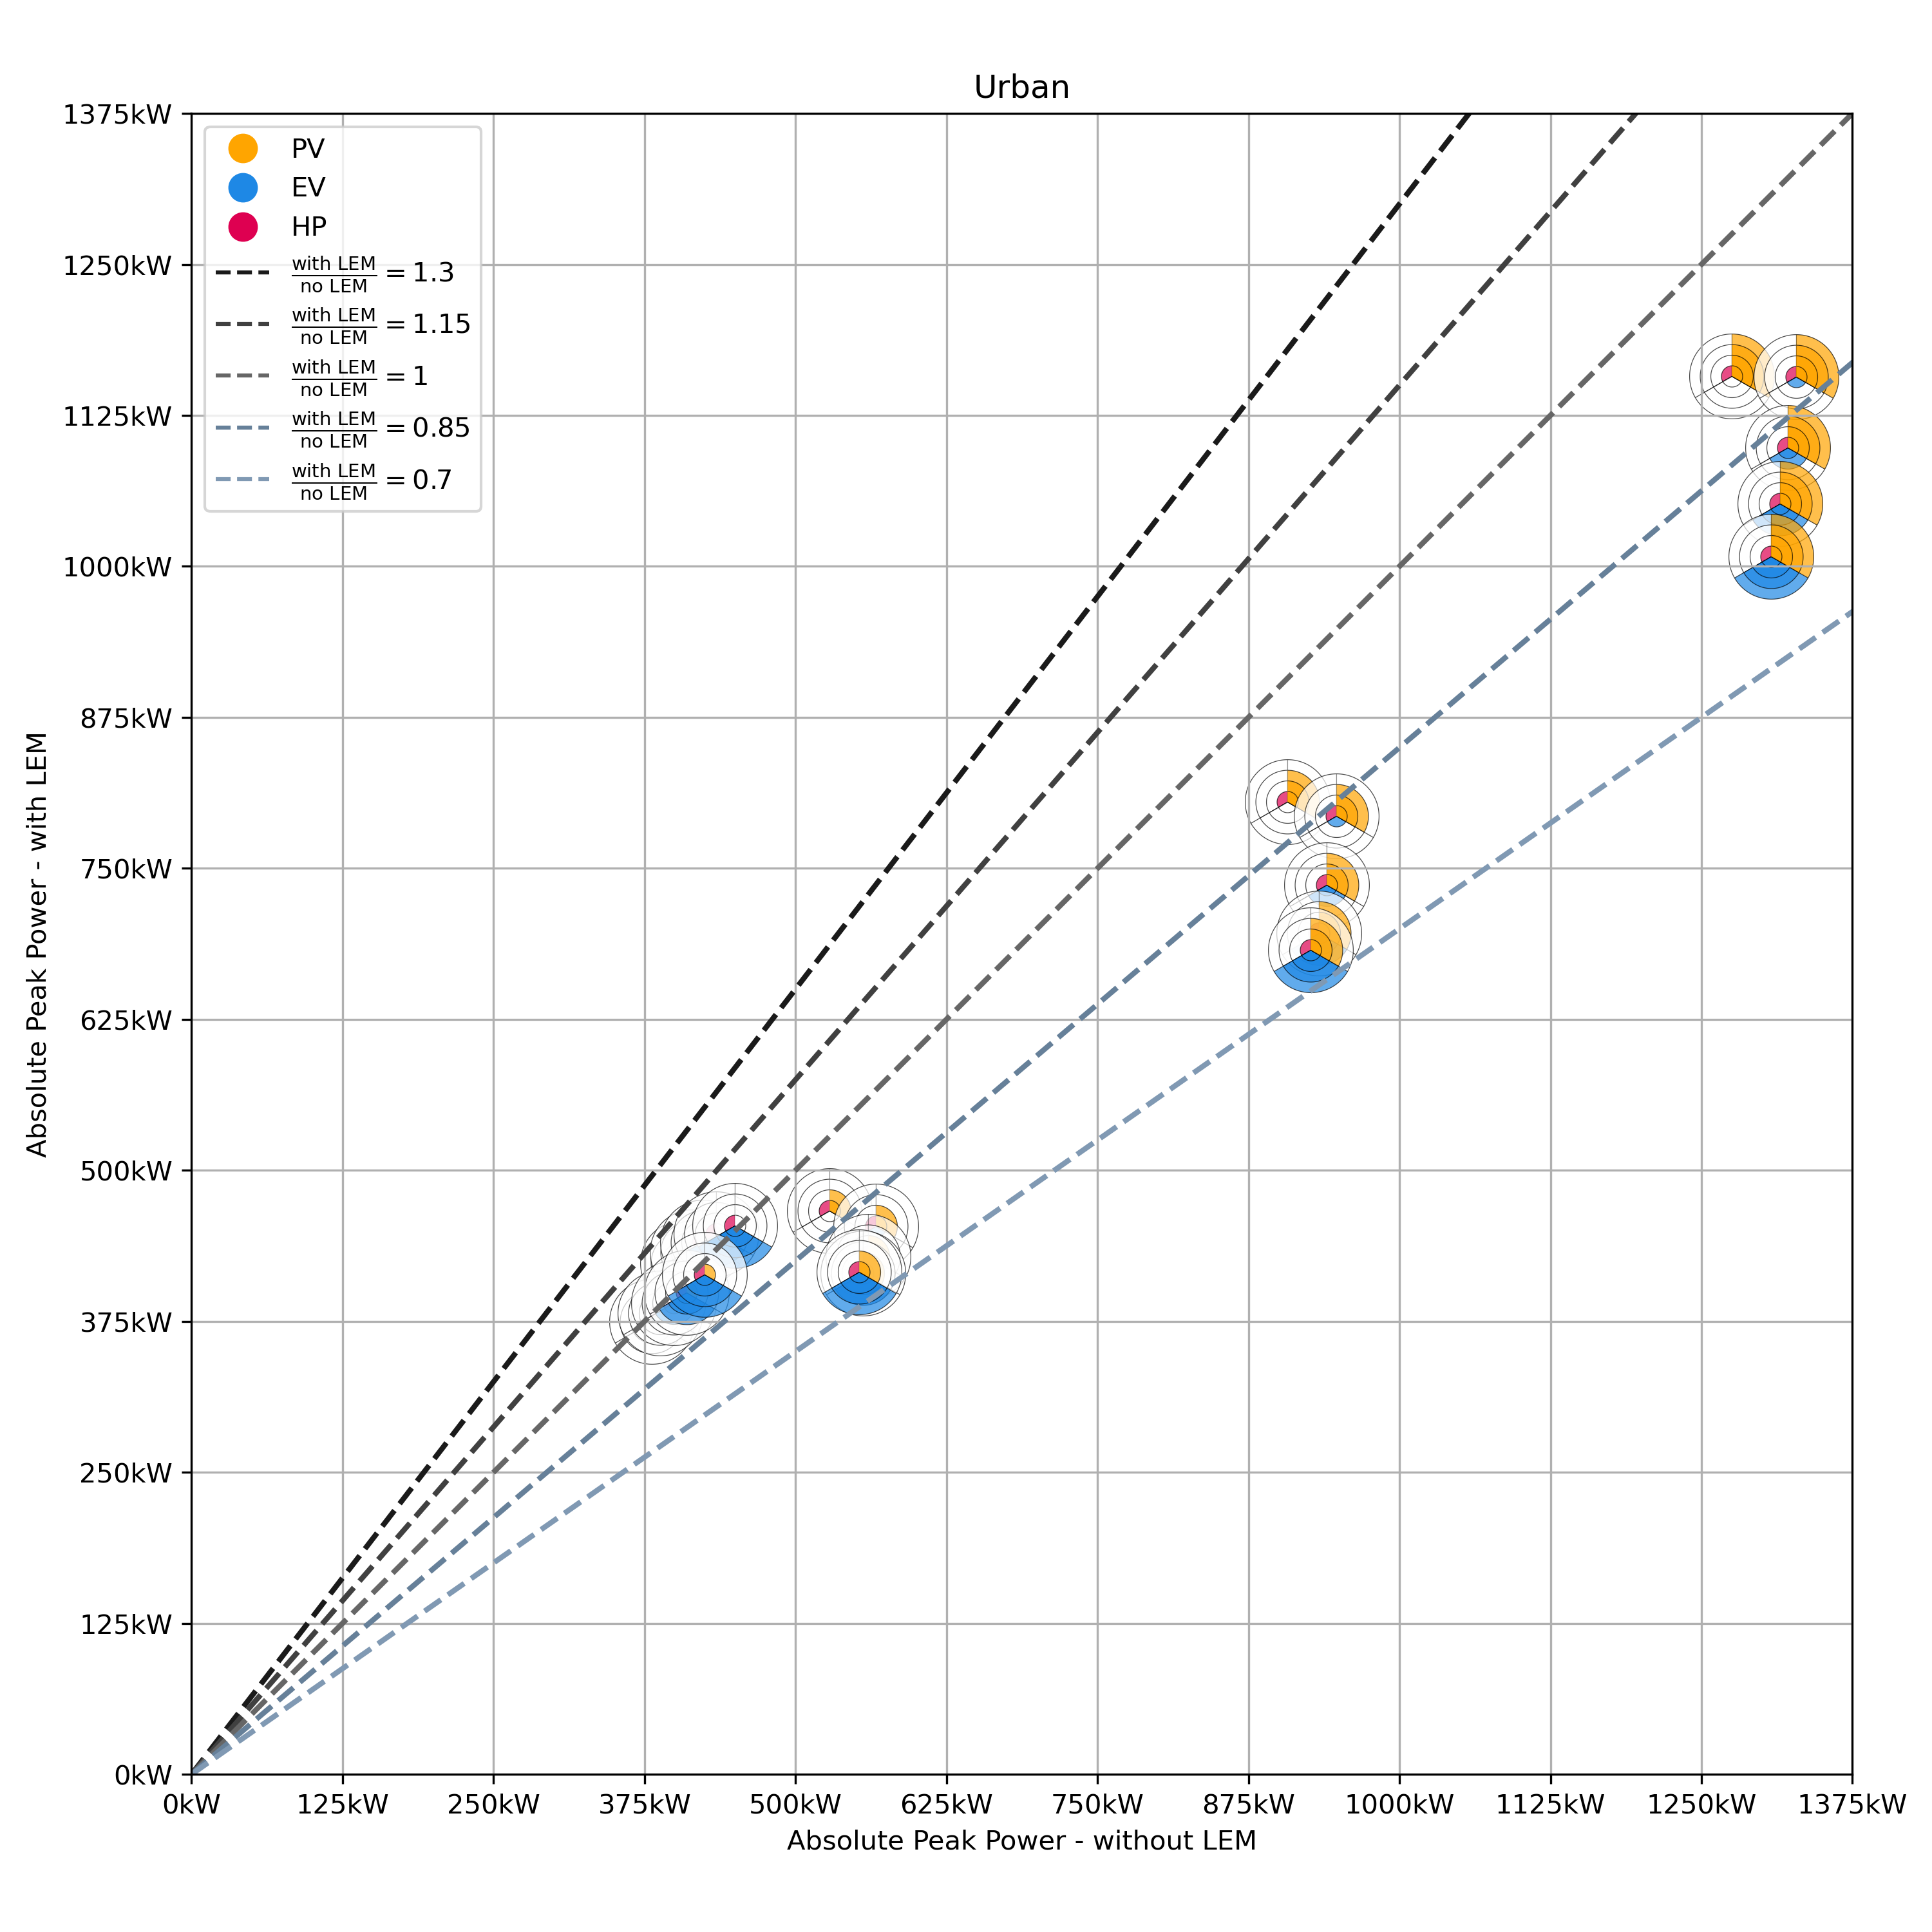 Urban
1375kW
1250kW
1125kW
1000kW
875kW
750kW
625kW
500kW
375kW
250kW
125kW
0kW
Absolute Peak Power - with LEM
PV
EV
HP
with LEM
no LEM = 1.3
with LEM
no LEM = 1.15
with LEM
no LEM = 1
with LEM
no LEM = 0.85
with LEM
no LEM = 0.7
0kW 125kW 250kW 375kW 500kW 625kW 750kW 875kW 1000kW 1125kW 1250kW 1375kW
Absolute Peak Power - without LEM